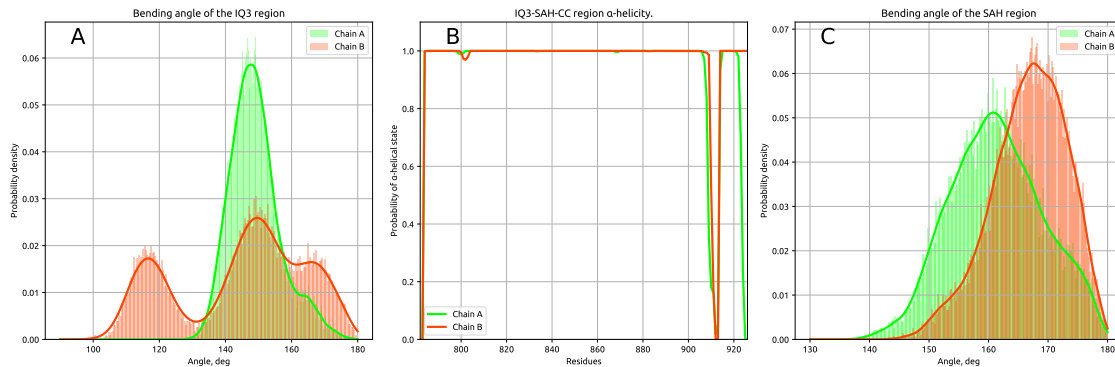 Bending angle of the IQ3 region
A
Chain A
Chain B
0.06
0.05
0.04
0.03
0.02
0.01
0.00
Probability density
100
120
140
160
180
Angle, deg
IQ3-SAH-CC region α-helicity.
B
1.0
0.8
0.6
0.4
0.2
0.0
Probability of α-helical state
Chain A
Chain B
800
820
840
860
880
900
920
Residues
Bending angle of the SAH region
C
Chain A
Chain B
0.07
0.06
0.05
0.04
0.03
0.02
0.01
0.00
Probability density
130
140
150
160
170
180
Angle, deg